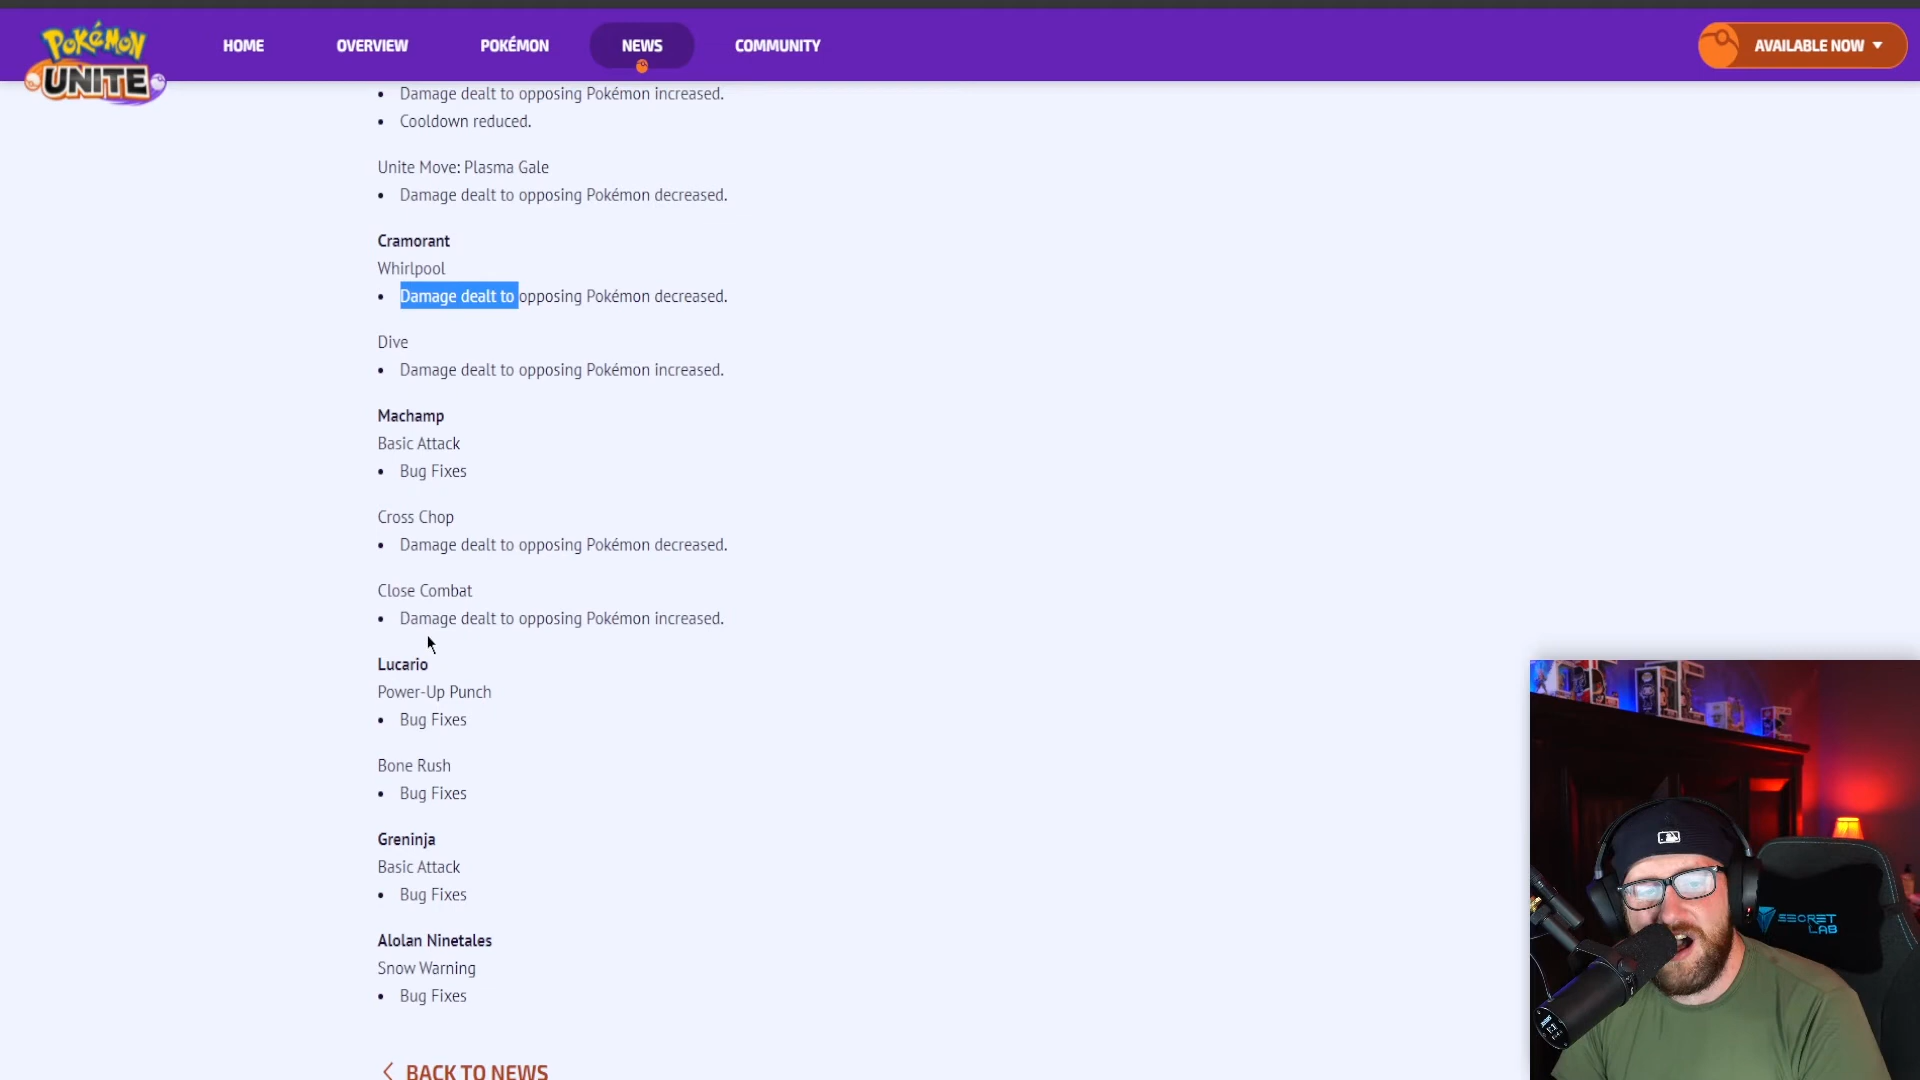 POKéMON
UNITE
HOME
OVERVIEW
POKÉMON
NEWS
COMMUNITY
AVAILABLE NOW
• Damage dealt to opposing Pokémon increased.
• Cooldown reduced.
Unite Move: Plasma Gale
• Damage dealt to opposing Pokémon decreased.
Cramorant
Whirlpool
• Damage dealt to opposing Pokémon decreased.
Dive
• Damage dealt to opposing Pokémon increased.
Machamp
Basic Attack
• Bug Fixes
Cross Chop
• Damage dealt to opposing Pokémon decreased.
Close Combat
• Damage dealt to opposing Pokémon increased.
Lucario
Power-Up Punch
• Bug Fixes
Bone Rush
• Bug Fixes
Greninja
Basic Attack
• Bug Fixes
Alolan Ninetales
Snow Warning
• Bug Fixes
BACK TO NEWS
SECRET
LAB